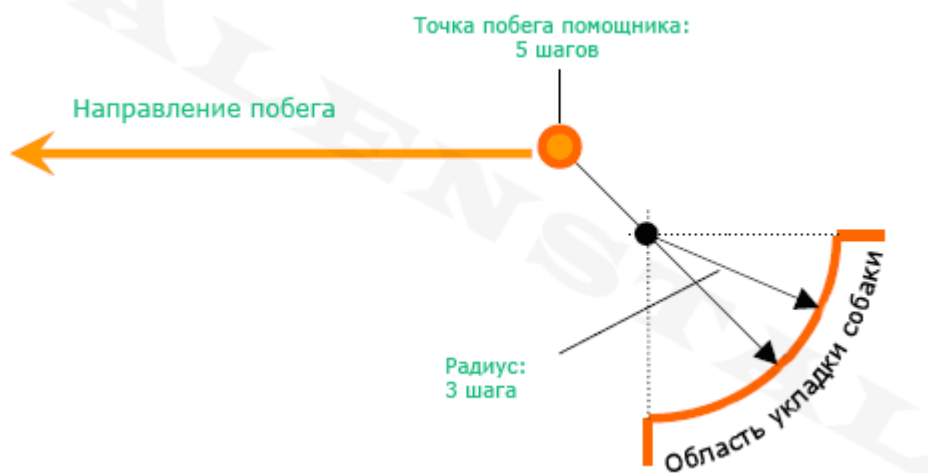 Точка побега помощника:
5 шагов
Направление побега
Радиус:
3 шага
Область укладки собаки